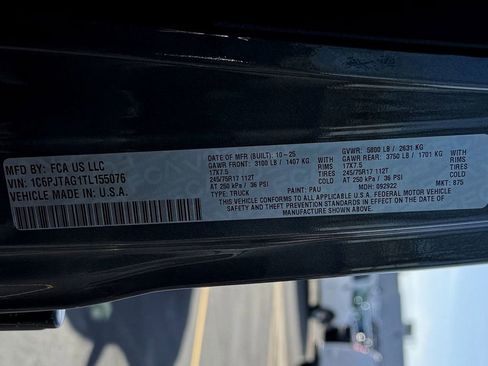 MFD BY: FCA US LLC
VIN: 1C6PJTAG1TL155076
VEHICLE MADE IN: U.S.A.
DATE OF MFR (BUILT): 10-25
GAWR FRONT: 3100 LB / 1407 KG
17X7.5
245/75R17 112T
AT 250 kPa / 36 PSI
TYPE: TRUCK
PAINT: PAU
WITH
RIMS
TIRES
COLD
GVWR: 5800 LB / 2631 KG
GAWR REAR: 3750 LB / 1701 KG
17X7.5
245/75R17 112T
AT 250 kPa / 36 PSI
MDH: 092922
WITH
RIMS
TIRES
COLD
MKT: 875
THIS VEHICLE CONFORMS TO ALL APPLICABLE U.S.A. FEDERAL MOTOR VEHICLE
SAFETY AND THEFT PREVENTION STANDARDS IN EFFECT ON THE DATE OF MANUFACTURE
SHOWN ABOVE.